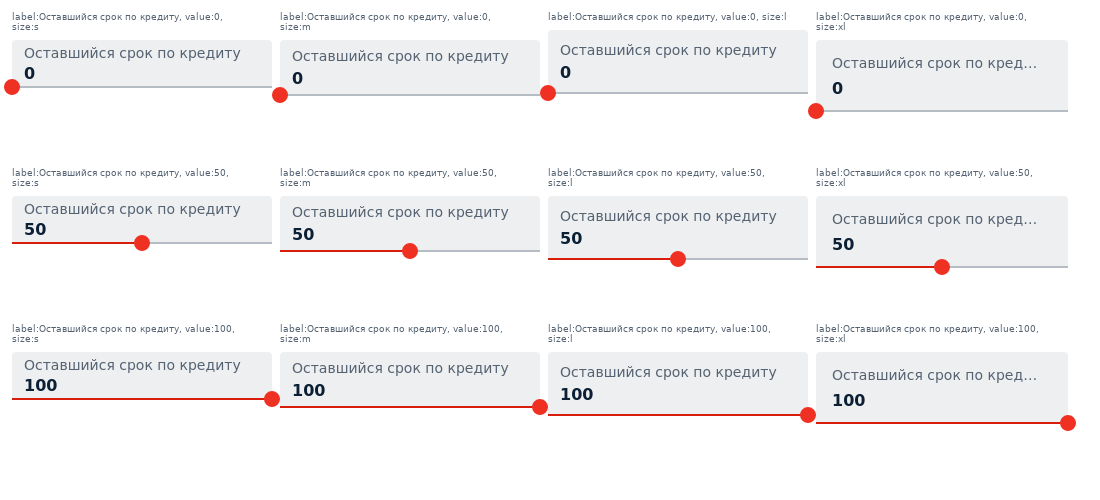 label:Оставшийся срок по кредиту, value:0,
size:s
Оставшийся срок по кредиту
0
label:Оставшийся срок по кредиту, value:0,
size:m
Оставшийся срок по кредиту
0
label:Оставшийся срок по кредиту, value:0, size:l
Оставшийся срок по кредиту
0
label:Оставшийся срок по кредиту, value:0,
size:xl
Оставшийся срок по кред...
0
label:Оставшийся срок по кредиту, value:50,
size:s
Оставшийся срок по кредиту
50
label:Оставшийся срок по кредиту, value:50,
size:m
Оставшийся срок по кредиту
50
label:Оставшийся срок по кредиту, value:50,
size:l
Оставшийся срок по кредиту
50
label:Оставшийся срок по кредиту, value:50,
size:xl
Оставшийся срок по кред...
50
label:Оставшийся срок по кредиту, value:100,
size:s
Оставшийся срок по кредиту
100
label:Оставшийся срок по кредиту, value:100,
size:m
Оставшийся срок по кредиту
100
label:Оставшийся срок по кредиту, value:100,
size:l
Оставшийся срок по кредиту
100
label:Оставшийся срок по кредиту, value:100,
size:xl
Оставшийся срок по кред...
100